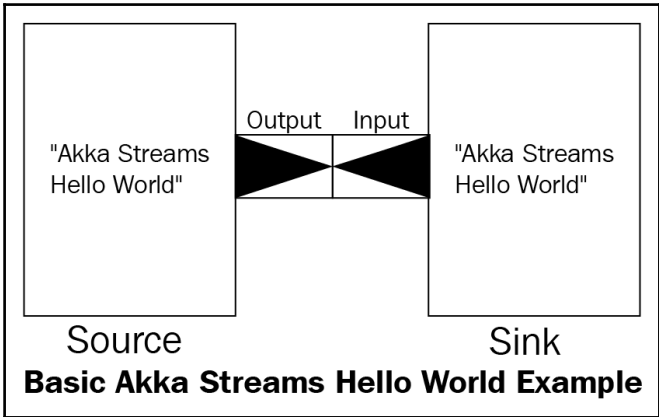 Output Input
"Akka Streams
Hello World"
"Akka Streams
Hello World"
Source
Sink
Basic Akka Streams Hello World Example